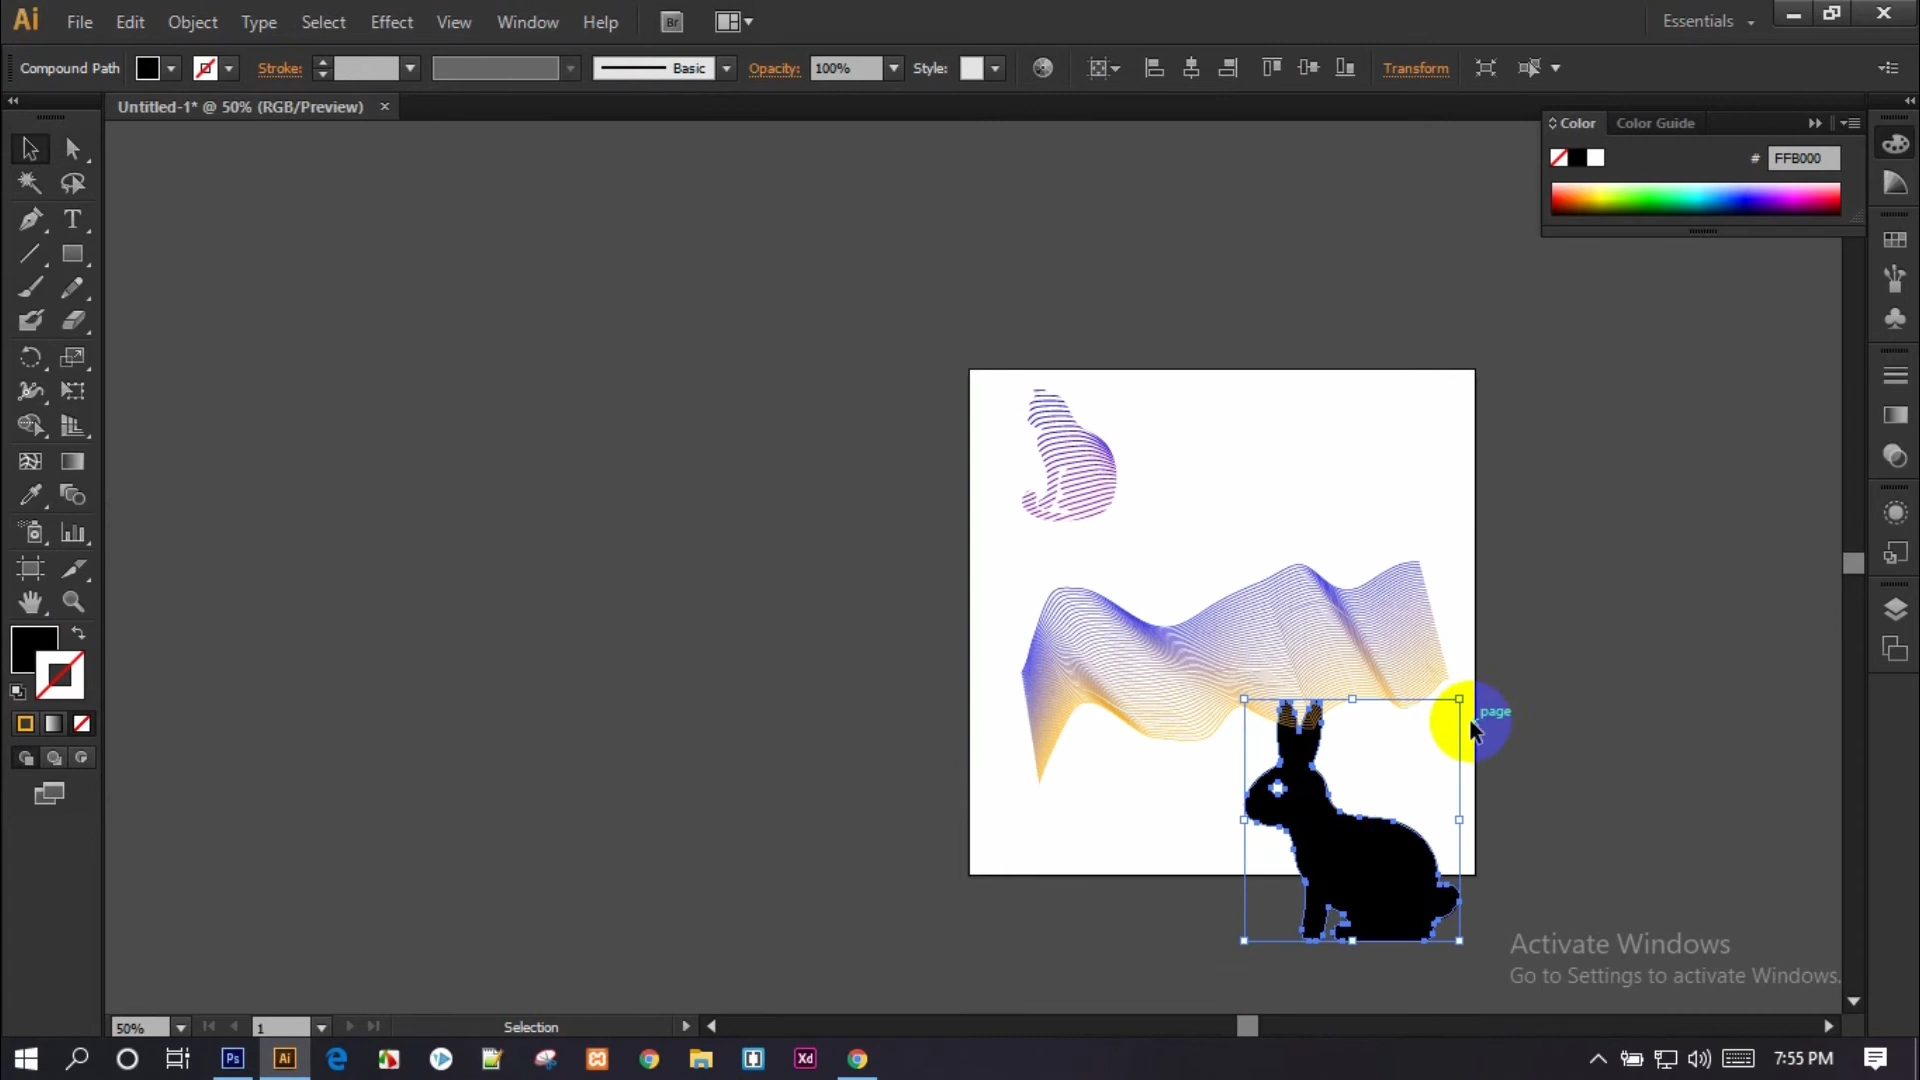 Ai File Edit Object Type Select Effect View Window Help Br Essentials
Compound Path Stroke: Basic Opacity: 100% Style: Transform
Untitled-1* @ 50% (RGB/Preview) ×
Color Color Guide
# FFB000
T
page
Activate Windows
Go to Settings to activate Windows.
50% 1 Selection
Ps Ai Xd 7:55 PM